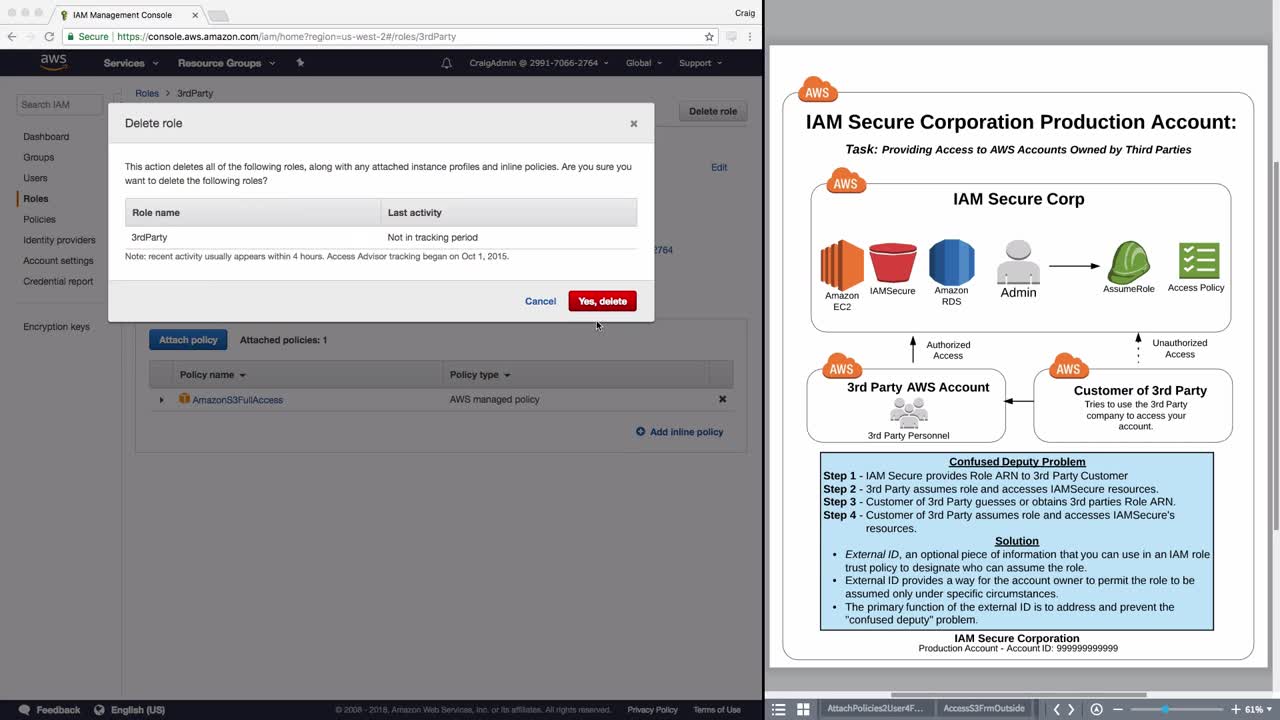 IAM Management Console
Craig
Secure
https://console.aws.amazon.com/iam/home?region=us-west-2#/roles/3rdParty
aws
Services
Resource Groups
CraigAdmin @ 2991-7066-2764
Global
Support
Search IAM
Dashboard
Groups
Users
Roles
Policies
Identity providers
Account settings
Credential report
Encryption keys
Roles > 3rdParty
Delete role
Edit
2764
Delete role
This action deletes all of the following roles, along with any attached instance profiles and inline policies. Are you sure you
want to delete the following roles?
Role name
Last activity
3rdParty
Not in tracking period
Note: recent activity usually appears within 4 hours. Access Advisor tracking began on Oct 1, 2015.
Cancel
Yes, delete
Attach policy
Attached policies: 1
Policy name
Policy type
AmazonS3FullAccess
AWS managed policy
Add inline policy
Feedback
English (US)
© 2008 - 2018, Amazon Web Services, Inc. or its affiliates. All rights reserved.
Privacy Policy
Terms of Use
AWS
IAM Secure Corporation Production Account:
Task: Providing Access to AWS Accounts Owned by Third Parties
AWS
IAM Secure Corp
Amazon
EC2
IAMSecure
Amazon
RDS
Admin
AssumeRole
Access Policy
Authorized
Access
Unauthorized
Access
AWS
3rd Party AWS Account
3rd Party Personnel
AWS
Customer of 3rd Party
Tries to use the 3rd Party
company to access your
account.
Confused Deputy Problem
Step 1 - IAM Secure provides Role ARN to 3rd Party Customer
Step 2 - 3rd Party assumes role and accesses IAMSecure resources.
Step 3 - Customer of 3rd Party guesses or obtains 3rd parties Role ARN.
Step 4 - Customer of 3rd Party assumes role and accesses IAMSecure's
resources.
Solution
• External ID, an optional piece of information that you can use in an IAM role
trust policy to designate who can assume the role.
• External ID provides a way for the account owner to permit the role to be
assumed only under specific circumstances.
• The primary function of the external ID is to address and prevent the
"confused deputy" problem.
IAM Secure Corporation
Production Account - Account ID: 999999999999
AttachPolicies2User4F...
AccessS3FrmOutside
61%